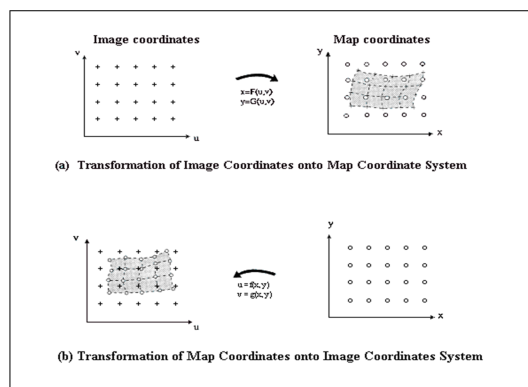 Image coordinates
Map coordinates
v
y
x=F(u,v)
y=G(u,v)
u
x
(a) Transformation of Image Coordinates onto Map Coordinate System
v
y
u = f(x,y)
v = g(x,y)
u
x
(b) Transformation of Map Coordinates onto Image Coordinates System